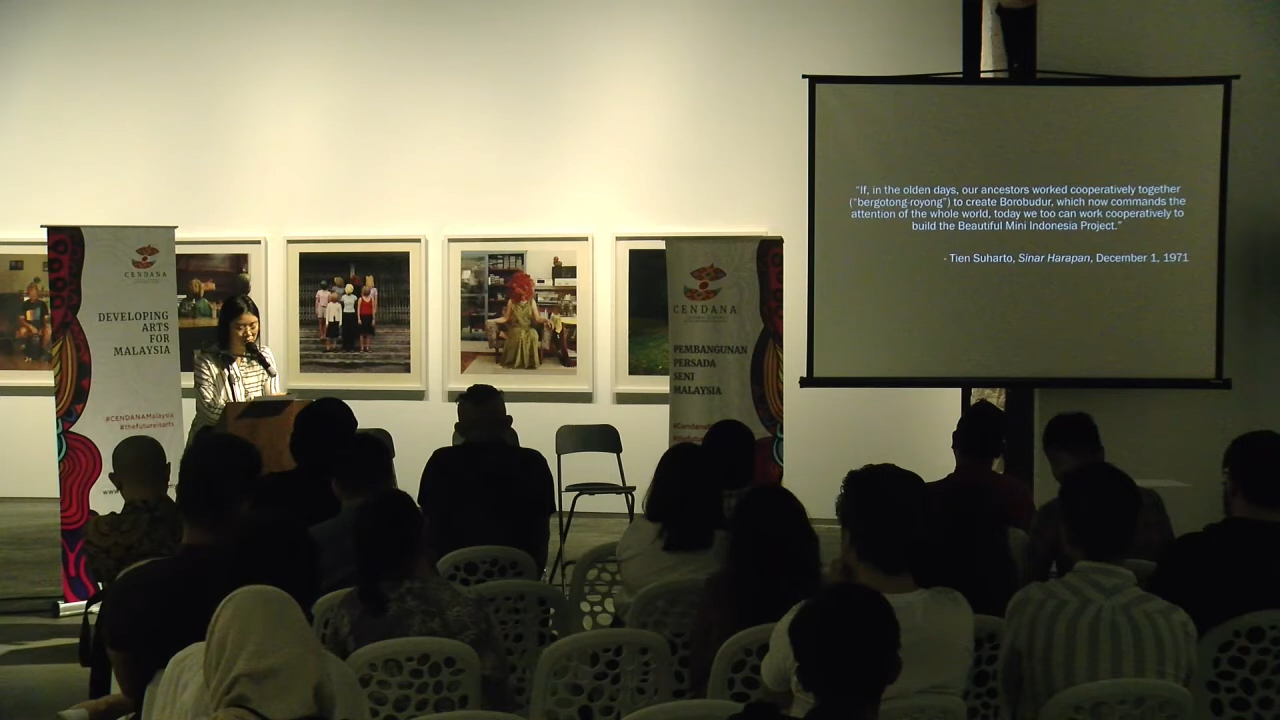 CENDANA
DEVELOPING
ARTS
FOR
MALAYSIA
#CENDANAMalaysia
#thefutureisarts
CENDANA
PEMBANGUNAN
PERSADA
SENI
MALAYSIA
"If, in the olden days, our ancestors worked cooperatively together
("bergotong-royong") to create Borobudur, which now commands the
attention of the whole world, today we too can work cooperatively to
build the Beautiful Mini Indonesia Project."
- Tien Suharto, Sinar Harapan, December 1, 1971